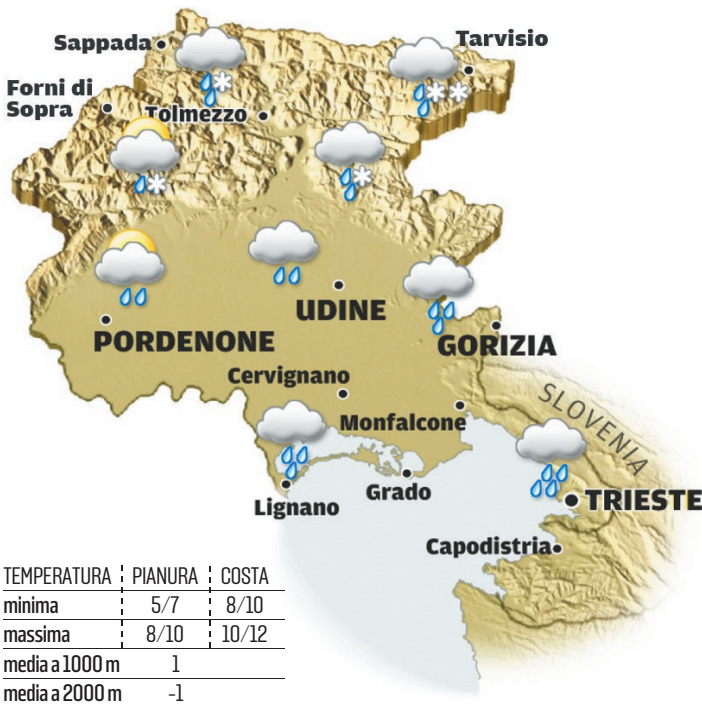 Sappada
Tarvisio
Forni di
Sopra
Tolmezzo
UDINE
PORDENONE
GORIZIA
Cervignano
SLOVENIA
Monfalcone
Grado
Lignano
TRIESTE
Capodistria
TEMPERATURA PIANURA COSTA
minima 5/7 8/10
massima 8/10 10/12
media a 1000 m 1
media a 2000 m -1